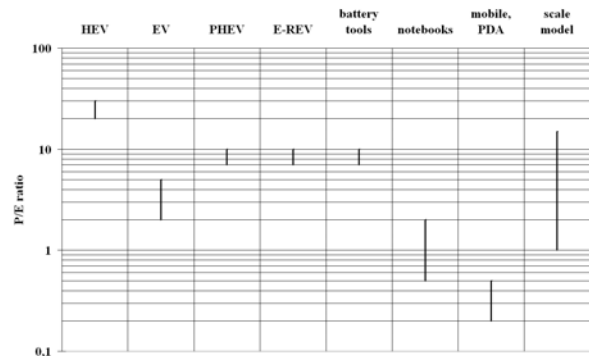 HEV EV PHEV E-REV battery tools notebooks mobile, PDA scale model
100
10
1
0.1
P/E ratio